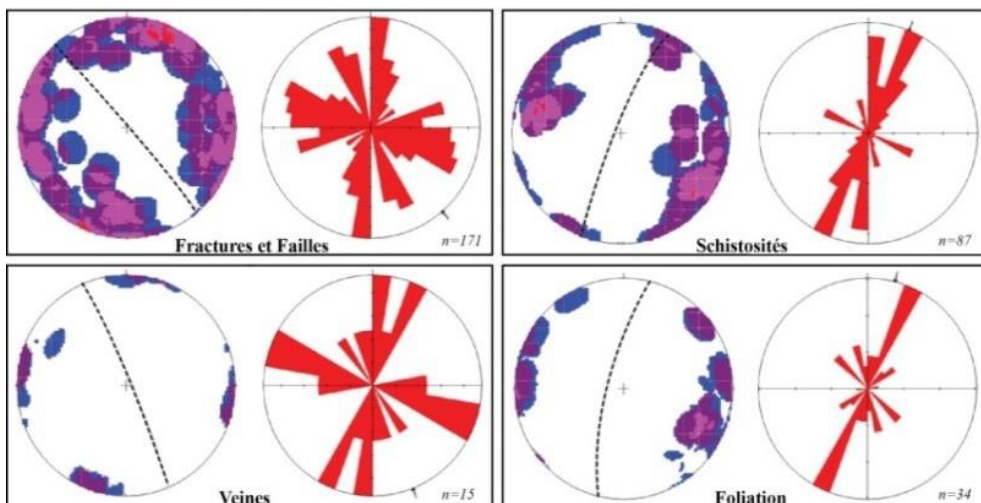 Fractures et Failles
n=171
Schistosités
n=87
Veines
n=15
Foliation
n=34